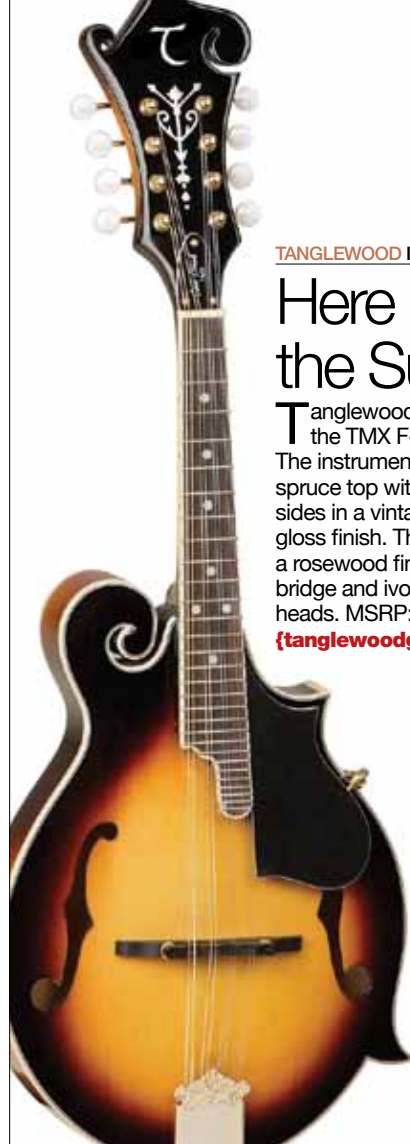 TANGLEWOOD
Here
the
Tanglewood
the TMX
The instrumen
spruce top wit
sides in a vinta
gloss finish. Th
a rosewood fin
bridge and ivo
heads. MSRP:
{tanglewoodg